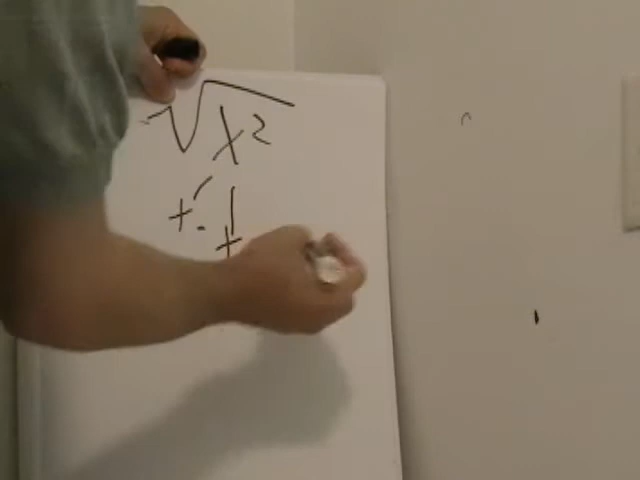 √x²
+ -
+